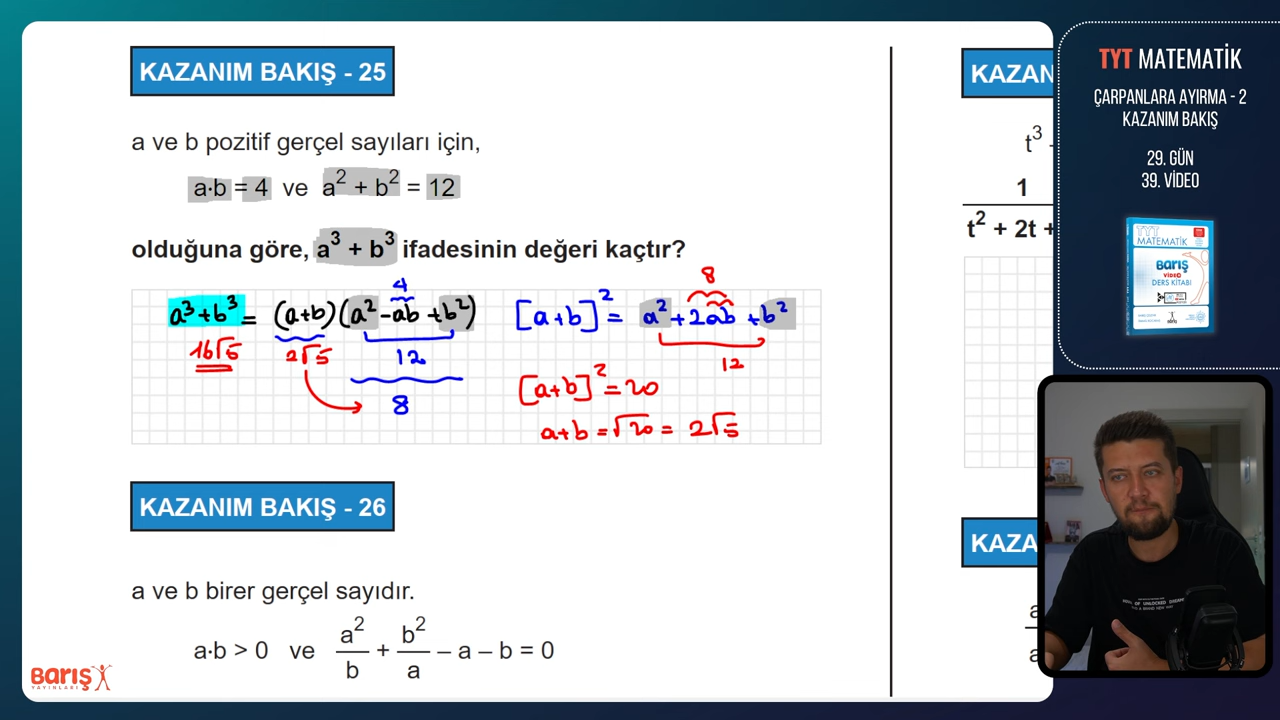 KAZANIM BAKIŞ - 25
a ve b pozitif gerçel sayıları için,
a·b = 4 ve a² + b² = 12
olduğuna göre, a³ + b³ ifadesinin değeri kaçtır?
a³+b³ = (a+b)(a² -ab +b²)
4
16√5
2√5
12
8
[a+b]² = a² +2ab +b²
8
12
[a+b]² = 20
a+b = √20 = 2√5
KAZANIM BAKIŞ - 26
a ve b birer gerçel sayıdır.
a·b > 0 ve a²/b + b²/a – a – b = 0
BARIŞ
YAYINLARI
KAZAN
t³ -
1
t² + 2t +
KAZA
a
a
TYT MATEMATİK
ÇARPANLARA AYIRMA - 2
KAZANIM BAKIŞ
29. GÜN
39. VİDEO
TYT
MATEMATİK
BARIŞ
VİDEO
DERS KİTABI